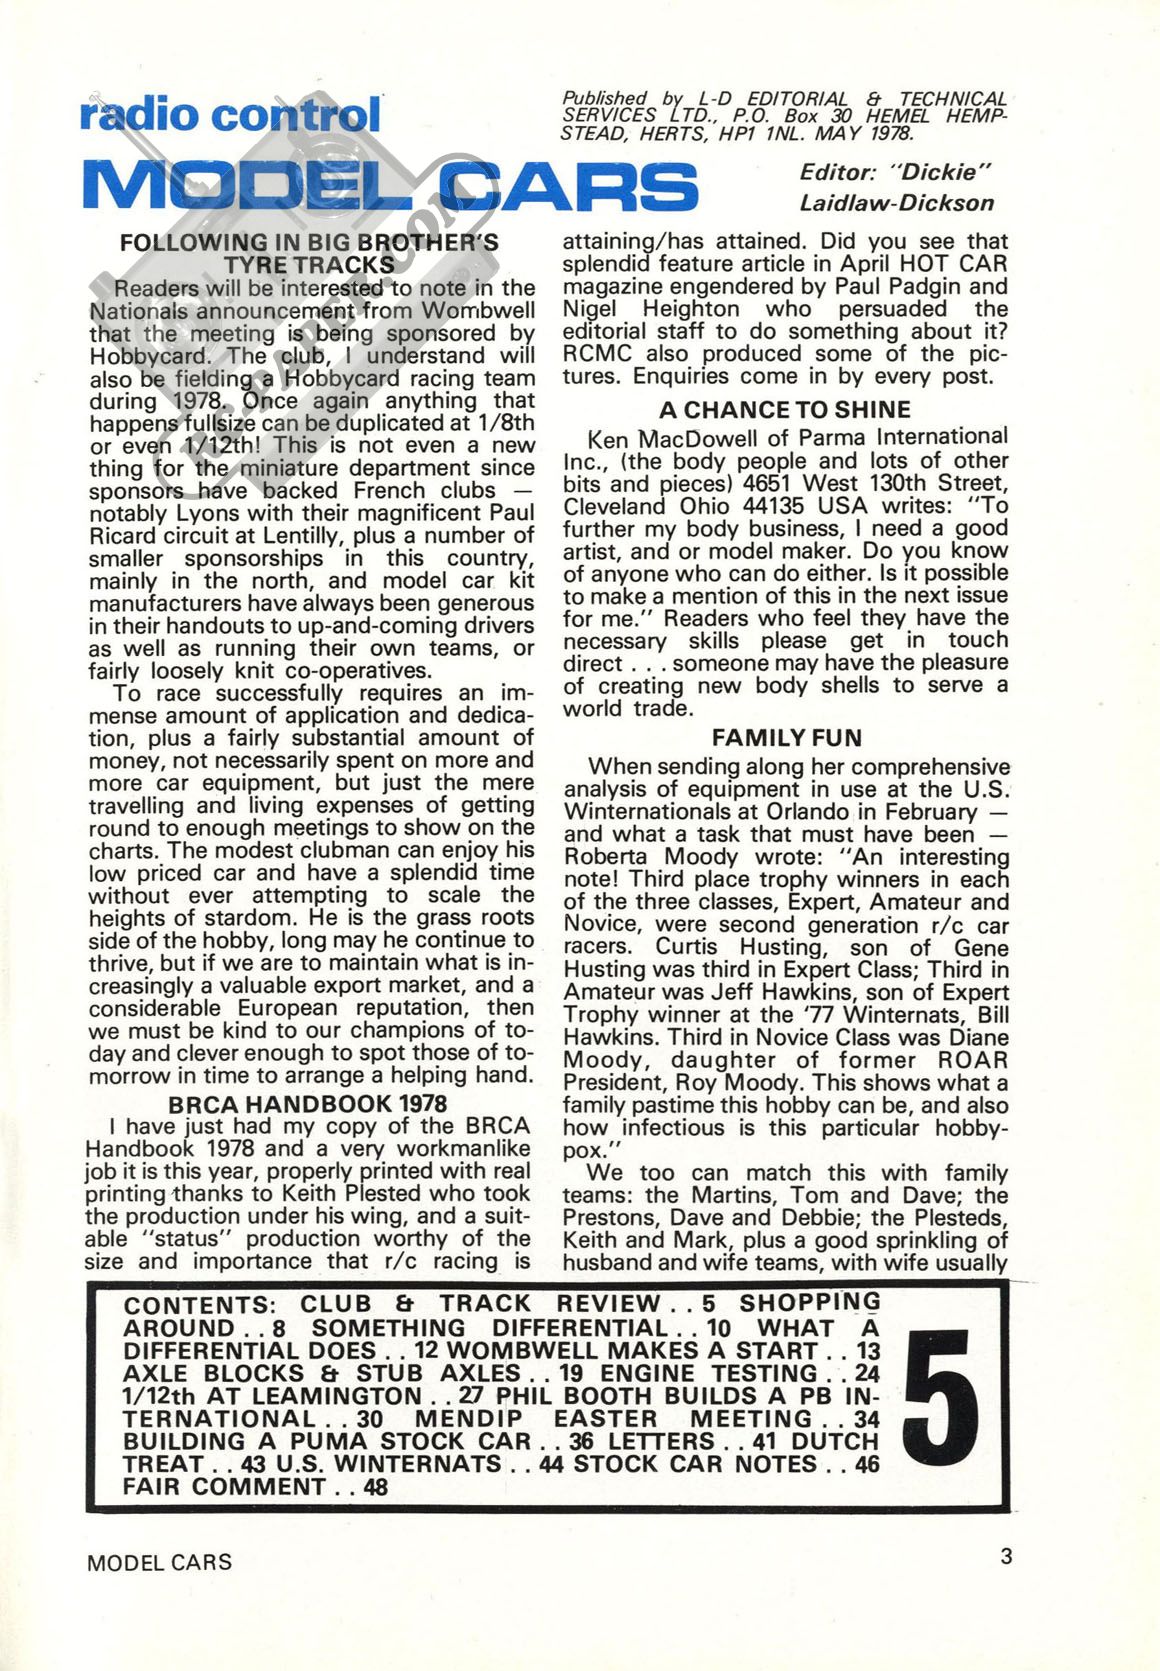 radio control
MODEL CARS
Published by L-D EDITORIAL & TECHNICAL
SERVICES LTD., P.O. Box 30 HEMEL HEMP-
STEAD, HERTS, HP1 1NL. MAY 1978.
Editor: "Dickie"
Laidlaw-Dickson
FOLLOWING IN BIG BROTHER'S
TYRE TRACKS
Readers will be interested to note in the
Nationals announcement from Wombwell
that the meeting is being sponsored by
Hobbycard. The club, I understand will
also be fielding a Hobbycard racing team
during 1978. Once again anything that
happens fullsize can be duplicated at 1/8th
or even 1/12th! This is not even a new
thing for the miniature department since
sponsors have backed French clubs —
notably Lyons with their magnificent Paul
Ricard circuit at Lentilly, plus a number of
smaller sponsorships in this country,
mainly in the north, and model car kit
manufacturers have always been generous
in their handouts to up-and-coming drivers
as well as running their own teams, or
fairly loosely knit co-operatives.
To race successfully requires an im-
mense amount of application and dedica-
tion, plus a fairly substantial amount of
money, not necessarily spent on more and
more car equipment, but just the mere
travelling and living expenses of getting
round to enough meetings to show on the
charts. The modest clubman can enjoy his
low priced car and have a splendid time
without ever attempting to scale the
heights of stardom. He is the grass roots
side of the hobby, long may he continue to
thrive, but if we are to maintain what is in-
creasingly a valuable export market, and a
considerable European reputation, then
we must be kind to our champions of to-
day and clever enough to spot those of to-
morrow in time to arrange a helping hand.
BRCA HANDBOOK 1978
I have just had my copy of the BRCA
Handbook 1978 and a very workmanlike
job it is this year, properly printed with real
printing thanks to Keith Plested who took
the production under his wing, and a suit-
able "status" production worthy of the
size and importance that r/c racing is
attaining/has attained. Did you see that
splendid feature article in April HOT CAR
magazine engendered by Paul Padgin and
Nigel Heighton who persuaded the
editorial staff to do something about it?
RCMC also produced some of the pic-
tures. Enquiries come in by every post.
A CHANCE TO SHINE
Ken MacDowell of Parma International
Inc., (the body people and lots of other
bits and pieces) 4651 West 130th Street,
Cleveland Ohio 44135 USA writes: "To
further my body business, I need a good
artist, and or model maker. Do you know
of anyone who can do either. Is it possible
to make a mention of this in the next issue
for me." Readers who feel they have the
necessary skills please get in touch
direct . . . someone may have the pleasure
of creating new body shells to serve a
world trade.
FAMILY FUN
When sending along her comprehensive
analysis of equipment in use at the U.S.
Winternationals at Orlando in February —
and what a task that must have been —
Roberta Moody wrote: "An interesting
note! Third place trophy winners in each
of the three classes, Expert, Amateur and
Novice, were second generation r/c car
racers. Curtis Husting, son of Gene
Husting was third in Expert Class; Third in
Amateur was Jeff Hawkins, son of Expert
Trophy winner at the '77 Winternats, Bill
Hawkins. Third in Novice Class was Diane
Moody, daughter of former ROAR
President, Roy Moody. This shows what a
family pastime this hobby can be, and also
how infectious is this particular hobby-
pox."
We too can match this with family
teams: the Martins, Tom and Dave; the
Prestons, Dave and Debbie; the Plesteds,
Keith and Mark, plus a good sprinkling of
husband and wife teams, with wife usually
CONTENTS: CLUB & TRACK REVIEW . . 5 SHOPPING
AROUND . . 8 SOMETHING DIFFERENTIAL . . 10 WHAT A
DIFFERENTIAL DOES . . 12 WOMBWELL MAKES A START . . 13
AXLE BLOCKS & STUB AXLES . . 19 ENGINE TESTING . . 24
1/12th AT LEAMINGTON . . 27 PHIL BOOTH BUILDS A PB IN-
TERNATIONAL . . 30 MENDIP EASTER MEETING . . 34
BUILDING A PUMA STOCK CAR . . 36 LETTERS . . 41 DUTCH
TREAT . . 43 U.S. WINTERNATS . . 44 STOCK CAR NOTES . . 46
FAIR COMMENT . . 48
5
MODEL CARS
3
RC-PAPER.COM